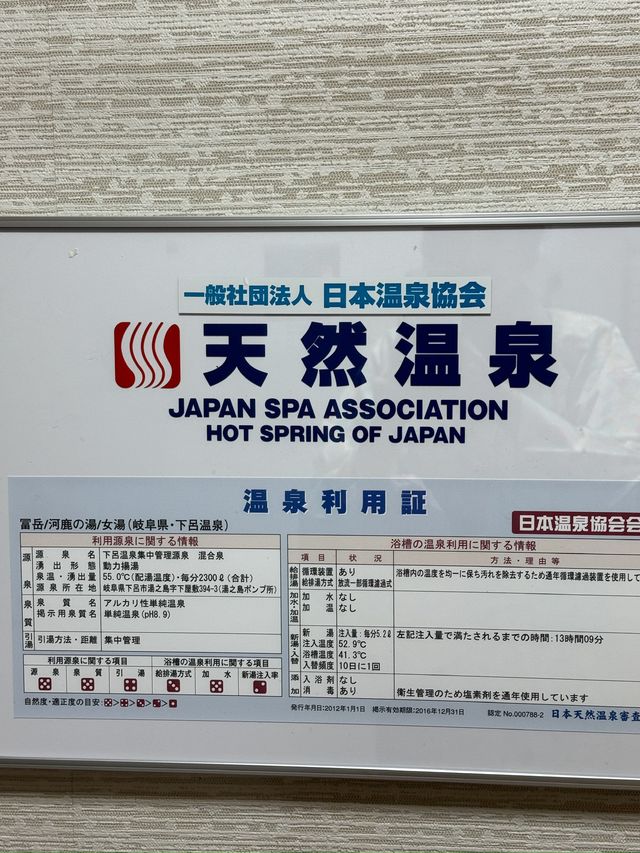 一般社団法人 日本温泉協会
天然温泉
JAPAN SPA ASSOCIATION
HOT SPRING OF JAPAN
温泉利用証
冨岳/河鹿の湯/女湯(岐阜県・下呂温泉)
日本温泉協会会
利用源泉に関する情報
源泉
源泉名 下呂温泉集中管理源泉 混合泉
湧出形態 動力揚湯
泉温・湧出量 55.0℃(配湯温度)・毎分2300ℓ(合計)
源泉所在地 岐阜県下呂市湯之島字下屋敷394-3(湯之島ポンプ所)
泉質
泉質名 アルカリ性単純温泉
掲示用泉質名 単純温泉(pH8.9)
引湯
引湯方法・距離 集中管理
利用源泉に関する項目 浴槽の温泉利用に関する項目
源泉 泉質 引湯 給排湯方式 加水 新湯注入率
自然度・適正度の目安:
浴槽の温泉利用に関する情報
項目 状況 方法・理由等
給排湯
循環装置 あり 浴槽内の温度を均一に保ち汚れを除去するため通年循環濾過装置を使用して
給排湯方式 放流一部循環濾過式
加水・加温
加水 なし
加温 なし
新湯・入替
新湯 注入量:毎分5.2ℓ 左記注入量で満たされるまでの時間:13時間09分
注入温度 52.9℃
浴槽温度 41.3℃
入替頻度 10日に1回
添加
入浴剤 なし
消毒 あり 衛生管理のため塩素剤を通年使用しています
発行年月日:2012年1月1日 掲示有効期限:2016年12月31日 認定 No.000788-2 日本天然温泉審査